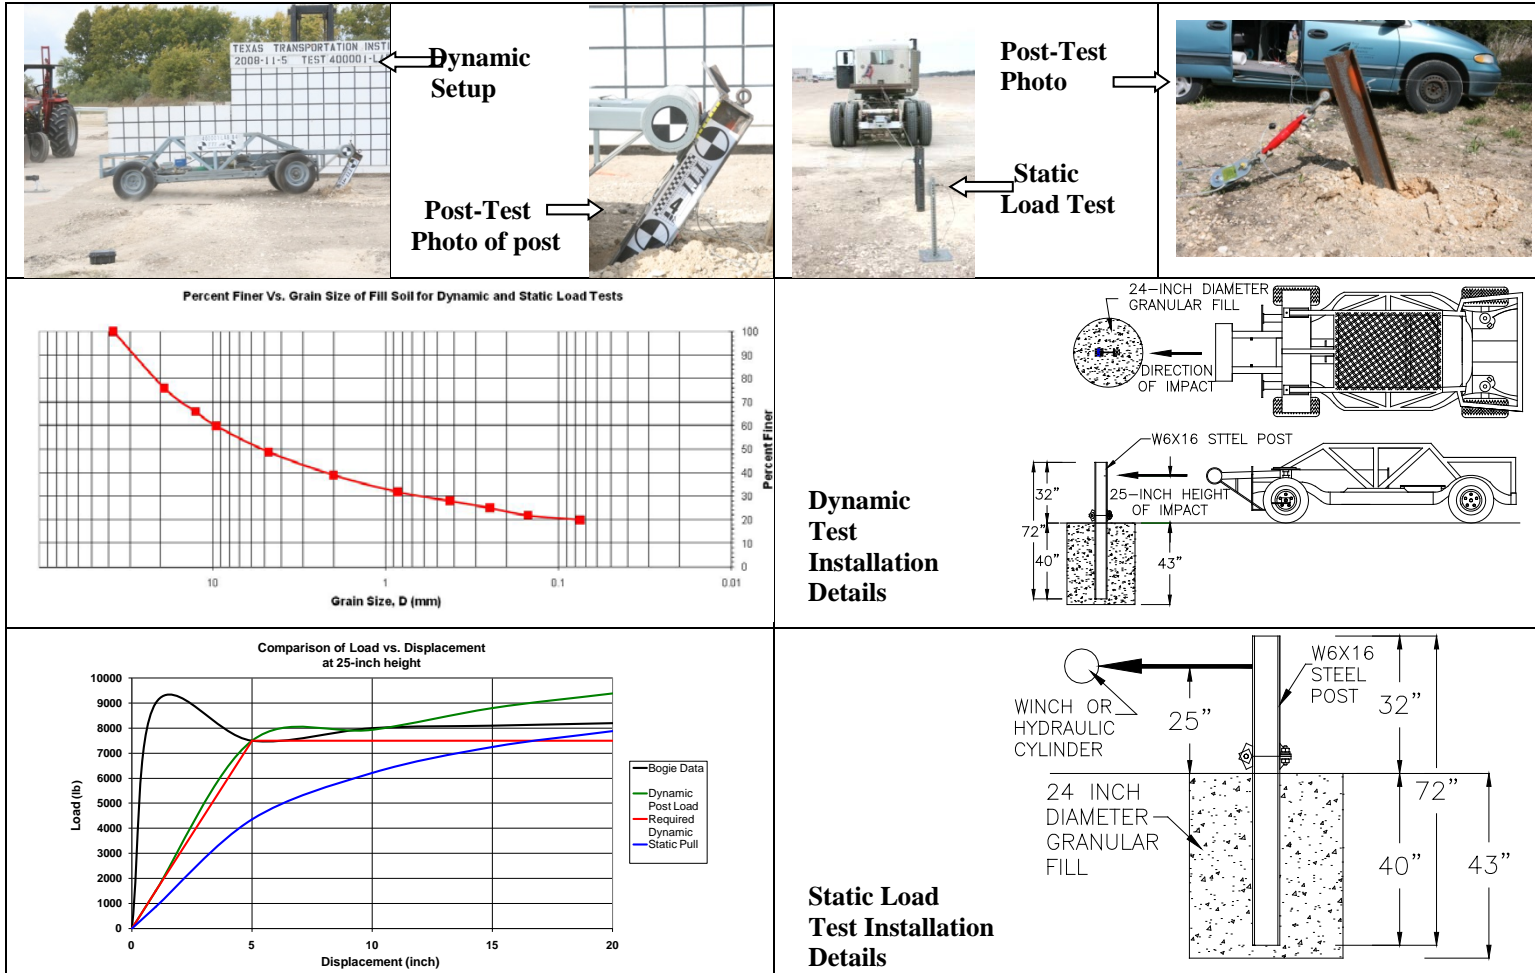 TEXAS TRANSPORTATION INSTI
2008-11-5 TEST 400001-L
Dynamic
Setup
Post-Test
Photo of post
TTI
Post-Test
Photo
Static
Load Test
Percent Finer Vs. Grain Size of Fill Soil for Dynamic and Static Load Tests
100
90
80
70
60
50
40
30
20
10
0
Percent Finer
10
1
0.1
0.01
Grain Size, D (mm)
24-INCH DIAMETER
GRANULAR FILL
DIRECTION
OF IMPACT
W6X16 STTEL POST
32"
25-INCH HEIGHT
OF IMPACT
72"
40"
43"
Dynamic
Test
Installation
Details
Comparison of Load vs. Displacement
at 25-inch height
10000
9000
8000
7000
6000
5000
4000
3000
2000
1000
0
Load (lb)
0
5
10
15
20
Displacement (inch)
Bogie Data
Dynamic
Post Load
Required
Dynamic
Static Pull
W6X16
STEEL
POST
WINCH OR
HYDRAULIC
CYLINDER
25"
32"
24 INCH
DIAMETER
GRANULAR
FILL
72"
40"
43"
Static Load
Test Installation
Details